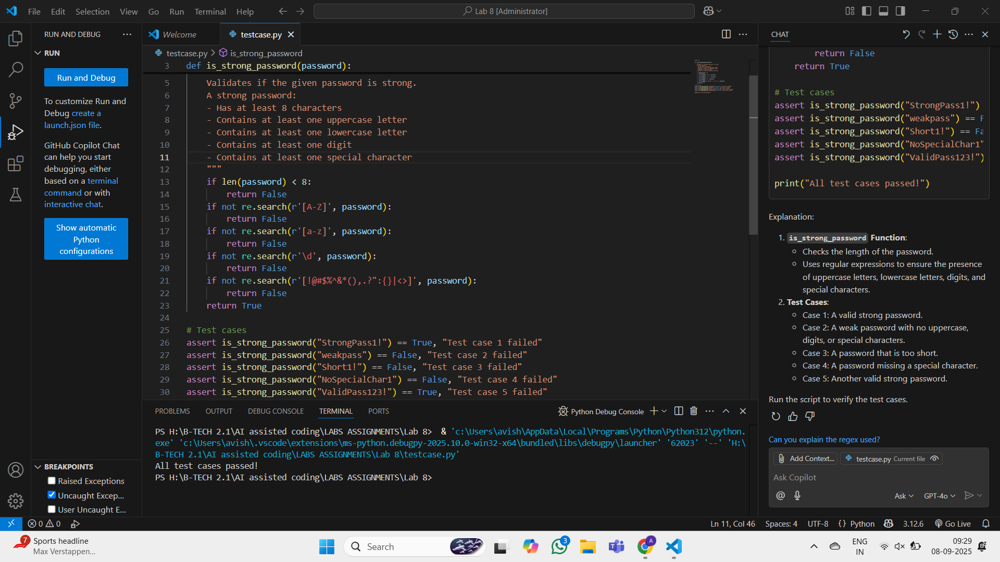 File Edit Selection View Go Run Terminal Help
Lab 8 [Administrator]
RUN AND DEBUG
RUN
Run and Debug
To customize Run and
Debug create a
launch.json file.
GitHub Copilot Chat
can help you start
debugging, either
based on a terminal
command or with
interactive chat.
Show automatic
Python
configurations
BREAKPOINTS
Raised Exceptions
Uncaught Excep...
User Uncaught E...
Welcome
testcase.py
testcase.py > is_strong_password
3 def is_strong_password(password):
5 Validates if the given password is strong.
6 A strong password:
7 - Has at least 8 characters
8 - Contains at least one uppercase letter
9 - Contains at least one lowercase letter
10 - Contains at least one digit
11 - Contains at least one special character
12 """
13 if len(password) < 8:
14 return False
15 if not re.search(r'[A-Z]', password):
16 return False
17 if not re.search(r'[a-z]', password):
18 return False
19 if not re.search(r'\d', password):
20 return False
21 if not re.search(r'[!@#$%^&*(),.?":{}|<>]', password):
22 return False
23 return True
24
25 # Test cases
26 assert is_strong_password("StrongPass1!") == True, "Test case 1 failed"
27 assert is_strong_password("weakpass") == False, "Test case 2 failed"
28 assert is_strong_password("Short1!") == False, "Test case 3 failed"
29 assert is_strong_password("NoSpecialChar1") == False, "Test case 4 failed"
30 assert is_strong_password("ValidPass123!") == True, "Test case 5 failed"
PROBLEMS OUTPUT DEBUG CONSOLE TERMINAL PORTS
Python Debug Console
PS H:\B-TECH 2.1\AI assisted coding\LABS ASSIGNMENTS\Lab 8> & 'c:\Users\avish\AppData\Local\Programs\Python\Python312\python.
exe' 'c:\Users\avish\.vscode\extensions\ms-python.debugpy-2025.10.0-win32-x64\bundled\libs\debugpy\launcher' '62023' '--' 'H:\
B-TECH 2.1\AI assisted coding\LABS ASSIGNMENTS\Lab 8\testcase.py'
All test cases passed!
PS H:\B-TECH 2.1\AI assisted coding\LABS ASSIGNMENTS\Lab 8>
CHAT
return False
return True
# Test cases
assert is_strong_password("StrongPass1!")
assert is_strong_password("weakpass") == F
assert is_strong_password("Short1!") == Fa
assert is_strong_password("NoSpecialChar1"
assert is_strong_password("ValidPass123!")
print("All test cases passed!")
Explanation:
1. is_strong_password Function:
Checks the length of the password.
Uses regular expressions to ensure the presence
of uppercase letters, lowercase letters, digits, and
special characters.
2. Test Cases:
Case 1: A valid strong password.
Case 2: A weak password with no uppercase,
digits, or special characters.
Case 3: A password that is too short.
Case 4: A password missing a special character.
Case 5: Another valid strong password.
Run the script to verify the test cases.
Can you explain the regex used?
Add Context... testcase.py Current file
Ask Copilot
Ask GPT-4o
0 0
Ln 11, Col 46 Spaces: 4 UTF-8 {} Python 3.12.6 Go Live
7
Sports headline
Max Verstappen...
Search
3
A
ENG
IN
09:29
08-09-2025